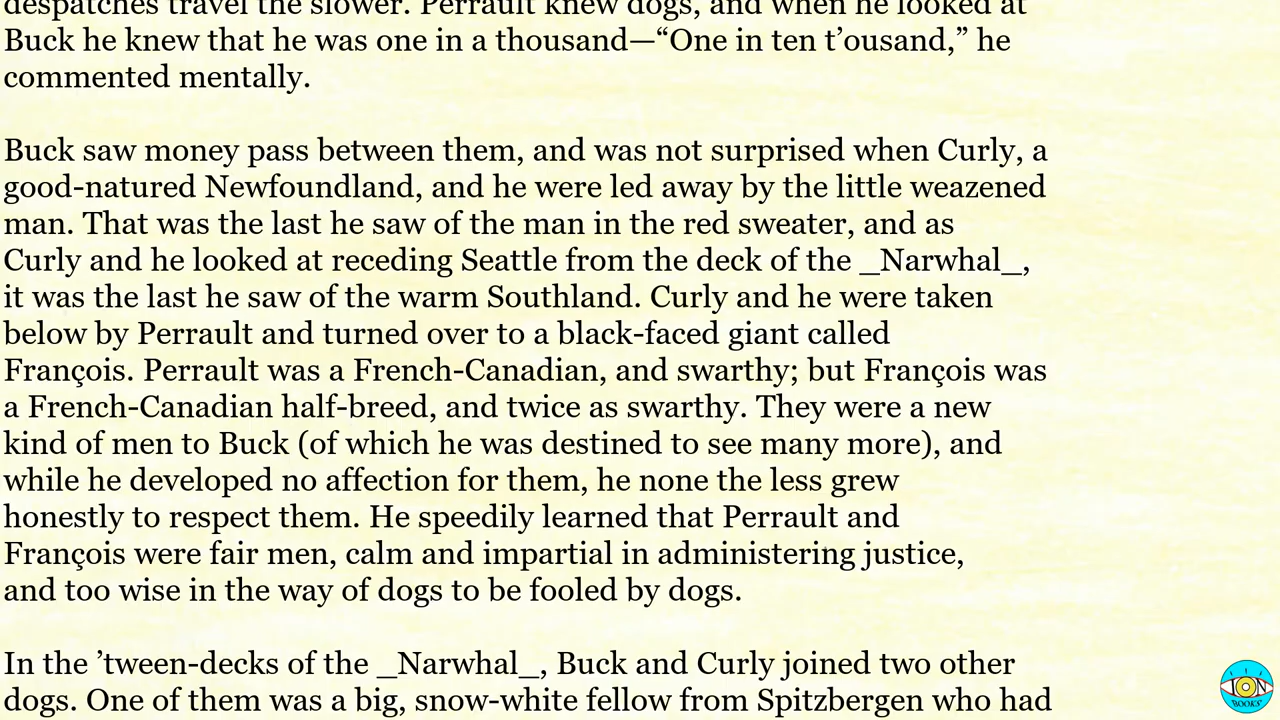 despatches travel the slower. Perrault knew dogs, and when he looked at
Buck he knew that he was one in a thousand—“One in ten t’ousand,” he
commented mentally.
Buck saw money pass between them, and was not surprised when Curly, a
good-natured Newfoundland, and he were led away by the little weazened
man. That was the last he saw of the man in the red sweater, and as
Curly and he looked at receding Seattle from the deck of the _Narwhal_,
it was the last he saw of the warm Southland. Curly and he were taken
below by Perrault and turned over to a black-faced giant called
François. Perrault was a French-Canadian, and swarthy; but François was
a French-Canadian half-breed, and twice as swarthy. They were a new
kind of men to Buck (of which he was destined to see many more), and
while he developed no affection for them, he none the less grew
honestly to respect them. He speedily learned that Perrault and
François were fair men, calm and impartial in administering justice,
and too wise in the way of dogs to be fooled by dogs.
In the ’tween-decks of the _Narwhal_, Buck and Curly joined two other
dogs. One of them was a big, snow-white fellow from Spitzbergen who had
ION
BOOKS